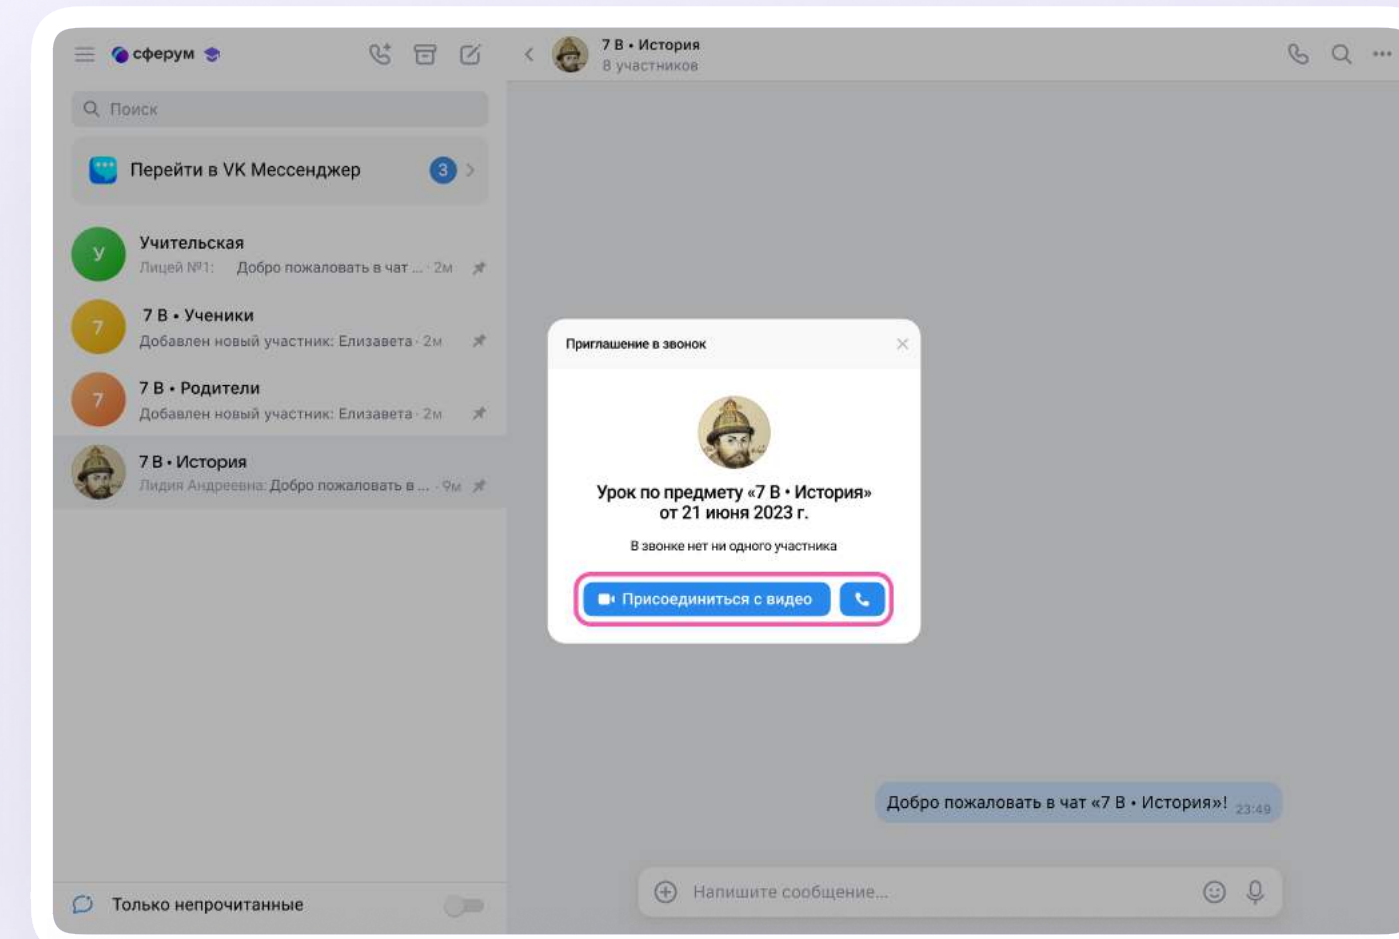 сферум
7 В • История
8 участников
Поиск
Перейти в VK Мессенджер 3
У
Учительская
Лицей №1: Добро пожаловать в чат ... · 2м
7
7 В • Ученики
Добавлен новый участник: Елизавета · 2м
7
7 В • Родители
Добавлен новый участник: Елизавета · 2м
7 В • История
Лидия Андреевна: Добро пожаловать в ... · 9м
Приглашение в звонок
Урок по предмету «7 В • История»
от 21 июня 2023 г.
В звонке нет ни одного участника
Присоединиться с видео
Добро пожаловать в чат «7 В • История»! 23:49
Напишите сообщение...
Только непрочитанные